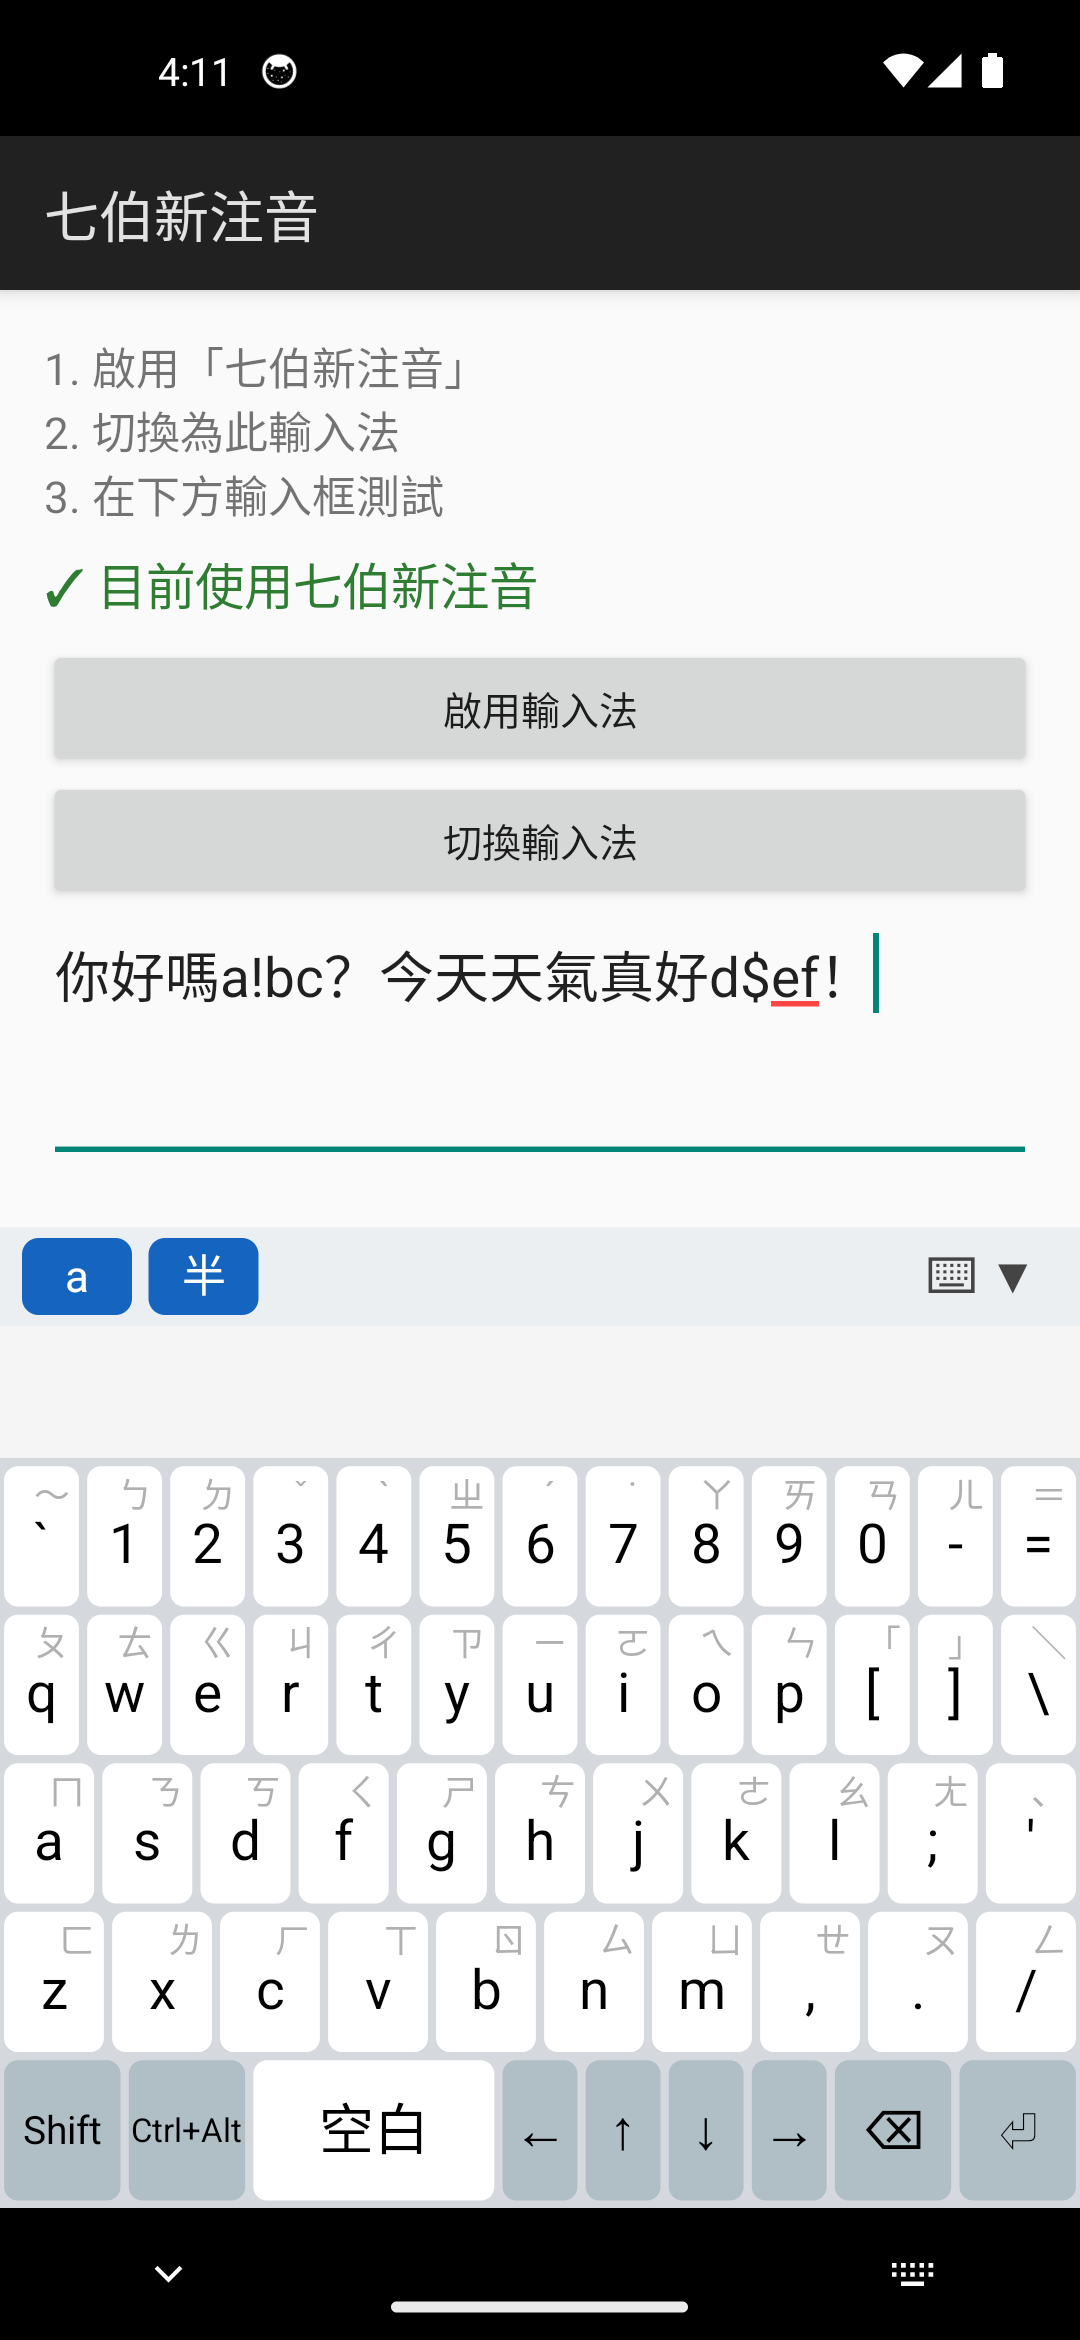 4:11
七伯新注音
1. 啟用「七伯新注音」
2. 切換為此輸入法
3. 在下方輸入框測試
✓ 目前使用七伯新注音
啟用輸入法
切換輸入法
你好嗎a!bc？今天天氣真好d$ef！
a 半 ▼
～ ㄅ ㄉ ˇ ˋ ㄓ ˊ ˙ ㄚ ㄞ ㄢ ㄦ ＝
` 1 2 3 4 5 6 7 8 9 0 - =
ㄆ ㄊ ㄍ ㄐ ㄔ ㄗ ㄧ ㄛ ㄟ ㄣ 「 」 ＼
q w e r t y u i o p [ ] \
ㄇ ㄋ ㄎ ㄑ ㄕ ㄘ ㄨ ㄜ ㄠ ㄤ 、
a s d f g h j k l ; '
ㄈ ㄌ ㄏ ㄒ ㄖ ㄙ ㄩ ㄝ ㄡ ㄥ
z x c v b n m , . /
Shift Ctrl+Alt 空白 ← ↑ ↓ → ⌫ ⏎